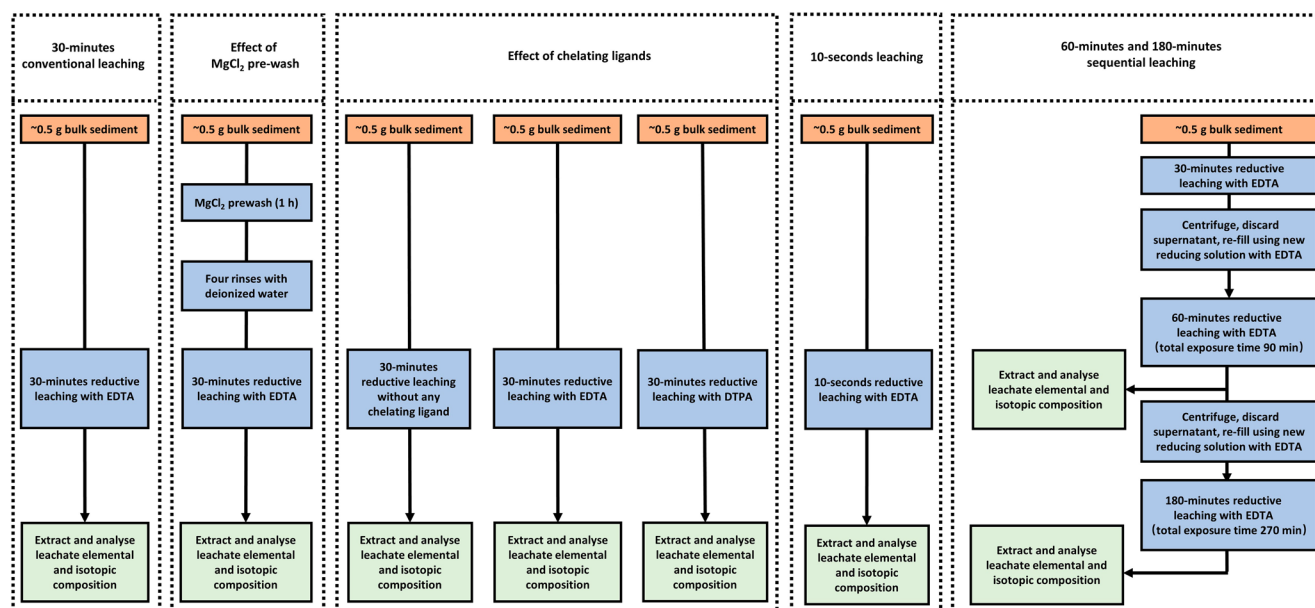 30-minutes
conventional leaching
Effect of
MgCl₂ pre-wash
Effect of chelating ligands
10-seconds leaching
60-minutes and 180-minutes
sequential leaching
~0.5 g bulk sediment
30-minutes reductive
leaching with EDTA
Extract and analyse
leachate elemental
and isotopic
composition
~0.5 g bulk sediment
MgCl₂ prewash (1 h)
Four rinses with
deionized water
30-minutes reductive
leaching with EDTA
Extract and analyse
leachate elemental
and isotopic
composition
~0.5 g bulk sediment
30-minutes
reductive leaching
without any
chelating ligand
Extract and analyse
leachate elemental
and isotopic
composition
~0.5 g bulk sediment
30-minutes reductive
leaching with EDTA
Extract and analyse
leachate elemental
and isotopic
composition
~0.5 g bulk sediment
30-minutes reductive
leaching with DTPA
Extract and analyse
leachate elemental
and isotopic
composition
~0.5 g bulk sediment
10-seconds reductive
leaching with EDTA
Extract and analyse
leachate elemental
and isotopic
composition
~0.5 g bulk sediment
30-minutes reductive
leaching with EDTA
Centrifuge, discard
supernatant, re-fill using new
reducing solution with EDTA
60-minutes reductive
leaching with EDTA
(total exposure time 90 min)
Extract and analyse
leachate elemental and
isotopic composition
Centrifuge, discard
supernatant, re-fill using new
reducing solution with EDTA
180-minutes reductive
leaching with EDTA
(total exposure time 270 min)
Extract and analyse
leachate elemental and
isotopic composition